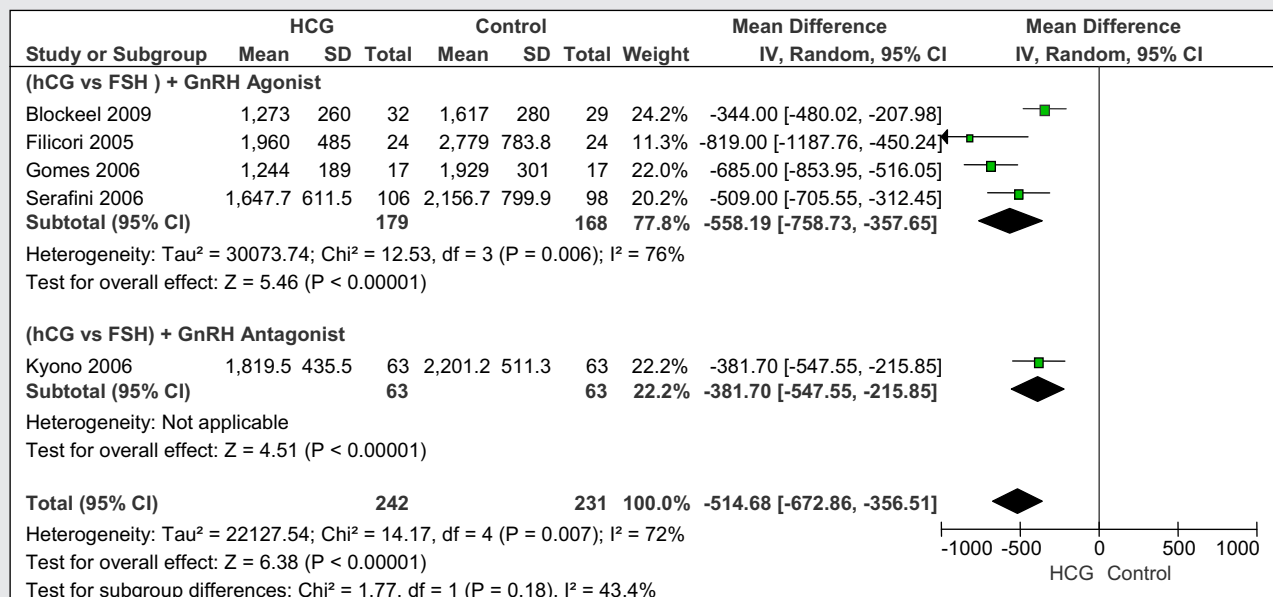 HCG Control Mean Difference Mean Difference
Study or Subgroup Mean SD Total Mean SD Total Weight IV, Random, 95% CI IV, Random, 95% CI
(hCG vs FSH ) + GnRH Agonist
Blockeel 2009 1,273 260 32 1,617 280 29 24.2% -344.00 [-480.02, -207.98]
Filicori 2005 1,960 485 24 2,779 783.8 24 11.3% -819.00 [-1187.76, -450.24]
Gomes 2006 1,244 189 17 1,929 301 17 22.0% -685.00 [-853.95, -516.05]
Serafini 2006 1,647.7 611.5 106 2,156.7 799.9 98 20.2% -509.00 [-705.55, -312.45]
Subtotal (95% CI) 179 168 77.8% -558.19 [-758.73, -357.65]
Heterogeneity: Tau² = 30073.74; Chi² = 12.53, df = 3 (P = 0.006); I² = 76%
Test for overall effect: Z = 5.46 (P < 0.00001)
(hCG vs FSH) + GnRH Antagonist
Kyono 2006 1,819.5 435.5 63 2,201.2 511.3 63 22.2% -381.70 [-547.55, -215.85]
Subtotal (95% CI) 63 63 22.2% -381.70 [-547.55, -215.85]
Heterogeneity: Not applicable
Test for overall effect: Z = 4.51 (P < 0.00001)
Total (95% CI) 242 231 100.0% -514.68 [-672.86, -356.51]
Heterogeneity: Tau² = 22127.54; Chi² = 14.17, df = 4 (P = 0.007); I² = 72%
Test for overall effect: Z = 6.38 (P < 0.00001)
Test for subgroup differences: Chi² = 1.77, df = 1 (P = 0.18), I² = 43.4%
-1000 -500 0 500 1000
HCG Control